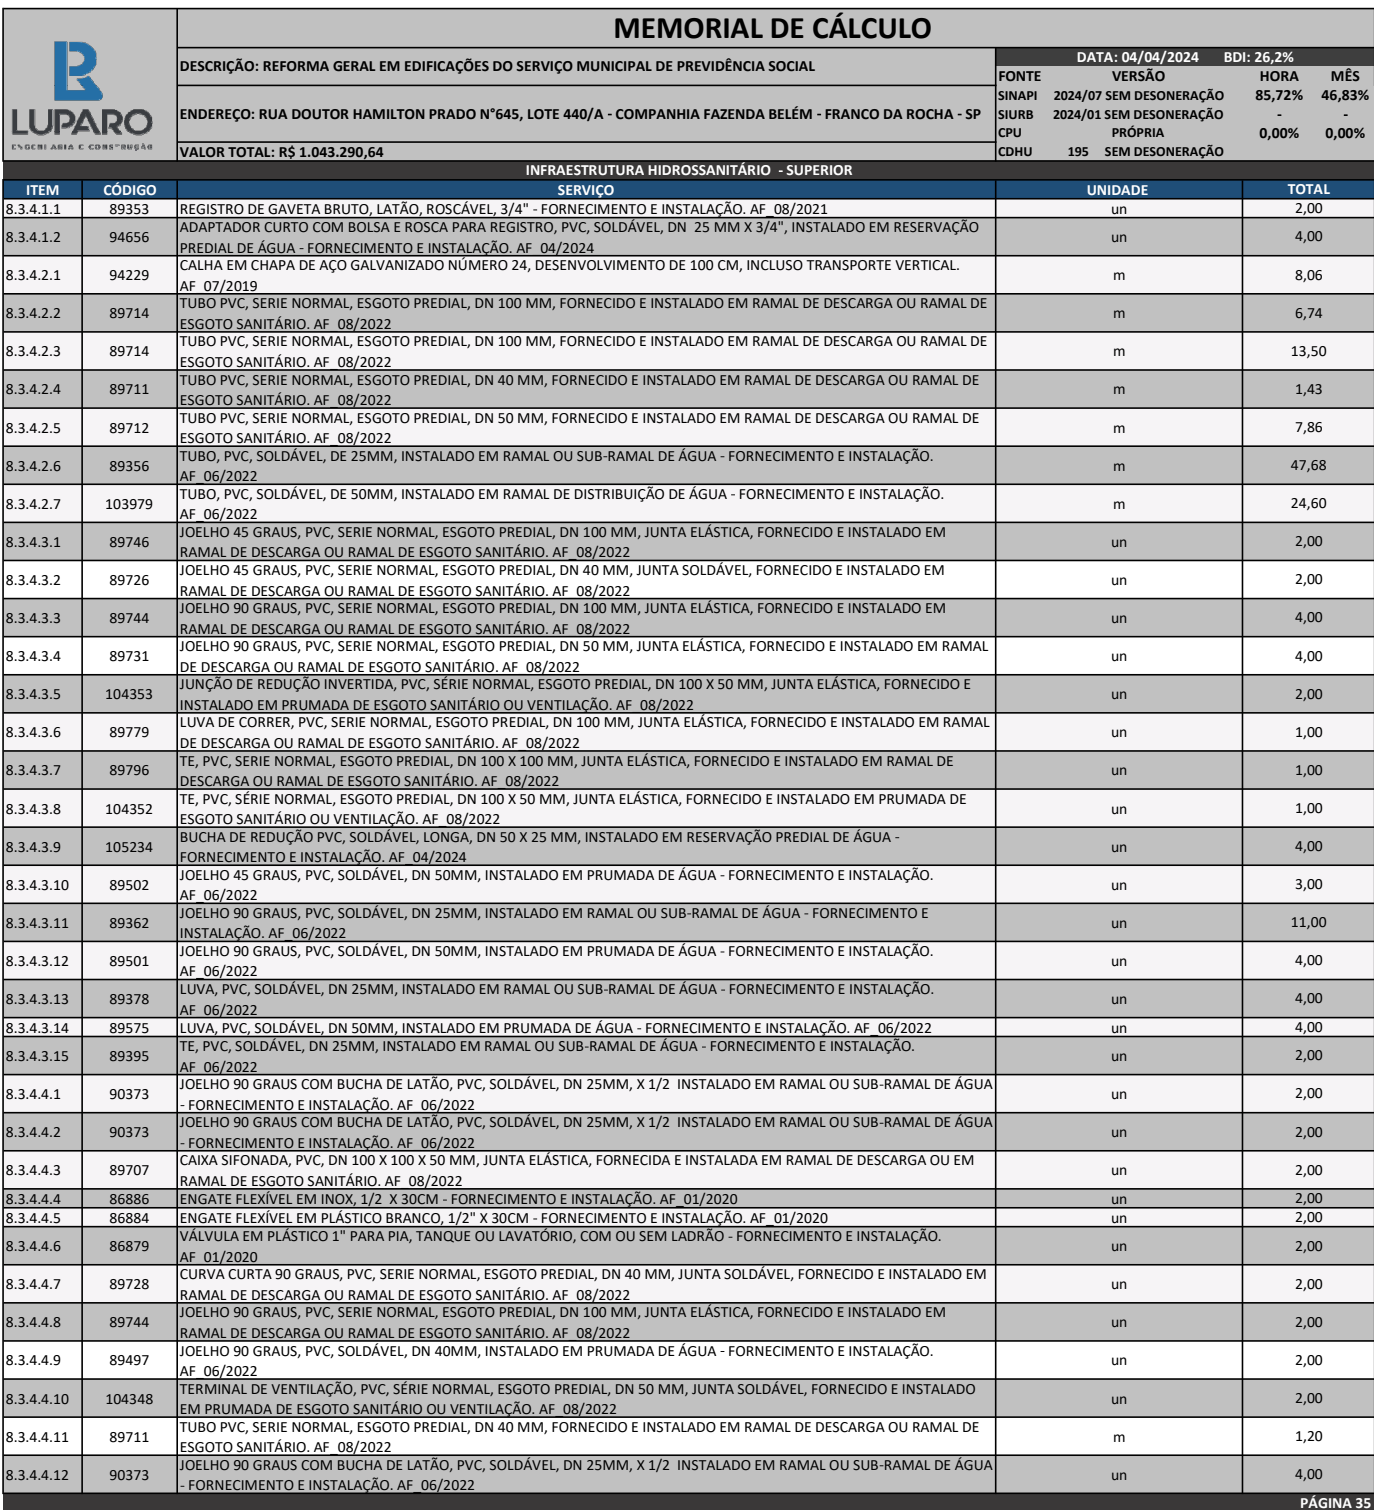 MEMORIAL DE CÁLCULO
LUPARO
ENGENHARIA E CONSTRUÇÃO
DESCRIÇÃO: REFORMA GERAL EM EDIFICAÇÕES DO SERVIÇO MUNICIPAL DE PREVIDÊNCIA SOCIAL
ENDEREÇO: RUA DOUTOR HAMILTON PRADO N°645, LOTE 440/A - COMPANHIA FAZENDA BELÉM - FRANCO DA ROCHA - SP
VALOR TOTAL: R$ 1.043.290,64
DATA: 04/04/2024 BDI: 26,2%
FONTE VERSÃO HORA MÊS
SINAPI 2024/07 SEM DESONERAÇÃO 85,72% 46,83%
SIURB 2024/01 SEM DESONERAÇÃO - -
CPU PRÓPRIA 0,00% 0,00%
CDHU 195 SEM DESONERAÇÃO
INFRAESTRUTURA HIDROSSANITÁRIO - SUPERIOR
ITEM CÓDIGO SERVIÇO UNIDADE TOTAL
8.3.4.1.1 89353 REGISTRO DE GAVETA BRUTO, LATÃO, ROSCÁVEL, 3/4" - FORNECIMENTO E INSTALAÇÃO. AF_08/2021 un 2,00
8.3.4.1.2 94656 ADAPTADOR CURTO COM BOLSA E ROSCA PARA REGISTRO, PVC, SOLDÁVEL, DN 25 MM X 3/4", INSTALADO EM RESERVAÇÃO
PREDIAL DE ÁGUA - FORNECIMENTO E INSTALAÇÃO. AF_04/2024 un 4,00
8.3.4.2.1 94229 CALHA EM CHAPA DE AÇO GALVANIZADO NÚMERO 24, DESENVOLVIMENTO DE 100 CM, INCLUSO TRANSPORTE VERTICAL.
AF_07/2019 m 8,06
8.3.4.2.2 89714 TUBO PVC, SERIE NORMAL, ESGOTO PREDIAL, DN 100 MM, FORNECIDO E INSTALADO EM RAMAL DE DESCARGA OU RAMAL DE
ESGOTO SANITÁRIO. AF_08/2022 m 6,74
8.3.4.2.3 89714 TUBO PVC, SERIE NORMAL, ESGOTO PREDIAL, DN 100 MM, FORNECIDO E INSTALADO EM RAMAL DE DESCARGA OU RAMAL DE
ESGOTO SANITÁRIO. AF_08/2022 m 13,50
8.3.4.2.4 89711 TUBO PVC, SERIE NORMAL, ESGOTO PREDIAL, DN 40 MM, FORNECIDO E INSTALADO EM RAMAL DE DESCARGA OU RAMAL DE
ESGOTO SANITÁRIO. AF_08/2022 m 1,43
8.3.4.2.5 89712 TUBO PVC, SERIE NORMAL, ESGOTO PREDIAL, DN 50 MM, FORNECIDO E INSTALADO EM RAMAL DE DESCARGA OU RAMAL DE
ESGOTO SANITÁRIO. AF_08/2022 m 7,86
8.3.4.2.6 89356 TUBO, PVC, SOLDÁVEL, DE 25MM, INSTALADO EM RAMAL OU SUB-RAMAL DE ÁGUA - FORNECIMENTO E INSTALAÇÃO.
AF_06/2022 m 47,68
8.3.4.2.7 103979 TUBO, PVC, SOLDÁVEL, DE 50MM, INSTALADO EM RAMAL DE DISTRIBUIÇÃO DE ÁGUA - FORNECIMENTO E INSTALAÇÃO.
AF_06/2022 m 24,60
8.3.4.3.1 89746 JOELHO 45 GRAUS, PVC, SERIE NORMAL, ESGOTO PREDIAL, DN 100 MM, JUNTA ELÁSTICA, FORNECIDO E INSTALADO EM
RAMAL DE DESCARGA OU RAMAL DE ESGOTO SANITÁRIO. AF_08/2022 un 2,00
8.3.4.3.2 89726 JOELHO 45 GRAUS, PVC, SERIE NORMAL, ESGOTO PREDIAL, DN 40 MM, JUNTA SOLDÁVEL, FORNECIDO E INSTALADO EM
RAMAL DE DESCARGA OU RAMAL DE ESGOTO SANITÁRIO. AF_08/2022 un 2,00
8.3.4.3.3 89744 JOELHO 90 GRAUS, PVC, SERIE NORMAL, ESGOTO PREDIAL, DN 100 MM, JUNTA ELÁSTICA, FORNECIDO E INSTALADO EM
RAMAL DE DESCARGA OU RAMAL DE ESGOTO SANITÁRIO. AF_08/2022 un 4,00
8.3.4.3.4 89731 JOELHO 90 GRAUS, PVC, SERIE NORMAL, ESGOTO PREDIAL, DN 50 MM, JUNTA ELÁSTICA, FORNECIDO E INSTALADO EM RAMAL
DE DESCARGA OU RAMAL DE ESGOTO SANITÁRIO. AF_08/2022 un 4,00
8.3.4.3.5 104353 JUNÇÃO DE REDUÇÃO INVERTIDA, PVC, SÉRIE NORMAL, ESGOTO PREDIAL, DN 100 X 50 MM, JUNTA ELÁSTICA, FORNECIDO E
INSTALADO EM PRUMADA DE ESGOTO SANITÁRIO OU VENTILAÇÃO. AF_08/2022 un 2,00
8.3.4.3.6 89779 LUVA DE CORRER, PVC, SERIE NORMAL, ESGOTO PREDIAL, DN 100 MM, JUNTA ELÁSTICA, FORNECIDO E INSTALADO EM RAMAL
DE DESCARGA OU RAMAL DE ESGOTO SANITÁRIO. AF_08/2022 un 1,00
8.3.4.3.7 89796 TE, PVC, SERIE NORMAL, ESGOTO PREDIAL, DN 100 X 100 MM, JUNTA ELÁSTICA, FORNECIDO E INSTALADO EM RAMAL DE
DESCARGA OU RAMAL DE ESGOTO SANITÁRIO. AF_08/2022 un 1,00
8.3.4.3.8 104352 TE, PVC, SÉRIE NORMAL, ESGOTO PREDIAL, DN 100 X 50 MM, JUNTA ELÁSTICA, FORNECIDO E INSTALADO EM PRUMADA DE
ESGOTO SANITÁRIO OU VENTILAÇÃO. AF_08/2022 un 1,00
8.3.4.3.9 105234 BUCHA DE REDUÇÃO PVC, SOLDÁVEL, LONGA, DN 50 X 25 MM, INSTALADO EM RESERVAÇÃO PREDIAL DE ÁGUA -
FORNECIMENTO E INSTALAÇÃO. AF_04/2024 un 4,00
8.3.4.3.10 89502 JOELHO 45 GRAUS, PVC, SOLDÁVEL, DN 50MM, INSTALADO EM PRUMADA DE ÁGUA - FORNECIMENTO E INSTALAÇÃO.
AF_06/2022 un 3,00
8.3.4.3.11 89362 JOELHO 90 GRAUS, PVC, SOLDÁVEL, DN 25MM, INSTALADO EM RAMAL OU SUB-RAMAL DE ÁGUA - FORNECIMENTO E
INSTALAÇÃO. AF_06/2022 un 11,00
8.3.4.3.12 89501 JOELHO 90 GRAUS, PVC, SOLDÁVEL, DN 50MM, INSTALADO EM PRUMADA DE ÁGUA - FORNECIMENTO E INSTALAÇÃO.
AF_06/2022 un 4,00
8.3.4.3.13 89378 LUVA, PVC, SOLDÁVEL, DN 25MM, INSTALADO EM RAMAL OU SUB-RAMAL DE ÁGUA - FORNECIMENTO E INSTALAÇÃO.
AF_06/2022 un 4,00
8.3.4.3.14 89575 LUVA, PVC, SOLDÁVEL, DN 50MM, INSTALADO EM PRUMADA DE ÁGUA - FORNECIMENTO E INSTALAÇÃO. AF_06/2022 un 4,00
8.3.4.3.15 89395 TE, PVC, SOLDÁVEL, DN 25MM, INSTALADO EM RAMAL OU SUB-RAMAL DE ÁGUA - FORNECIMENTO E INSTALAÇÃO.
AF_06/2022 un 2,00
8.3.4.4.1 90373 JOELHO 90 GRAUS COM BUCHA DE LATÃO, PVC, SOLDÁVEL, DN 25MM, X 1/2 INSTALADO EM RAMAL OU SUB-RAMAL DE ÁGUA
- FORNECIMENTO E INSTALAÇÃO. AF_06/2022 un 2,00
8.3.4.4.2 90373 JOELHO 90 GRAUS COM BUCHA DE LATÃO, PVC, SOLDÁVEL, DN 25MM, X 1/2 INSTALADO EM RAMAL OU SUB-RAMAL DE ÁGUA
- FORNECIMENTO E INSTALAÇÃO. AF_06/2022 un 2,00
8.3.4.4.3 89707 CAIXA SIFONADA, PVC, DN 100 X 100 X 50 MM, JUNTA ELÁSTICA, FORNECIDA E INSTALADA EM RAMAL DE DESCARGA OU EM
RAMAL DE ESGOTO SANITÁRIO. AF_08/2022 un 2,00
8.3.4.4.4 86886 ENGATE FLEXÍVEL EM INOX, 1/2 X 30CM - FORNECIMENTO E INSTALAÇÃO. AF_01/2020 un 2,00
8.3.4.4.5 86884 ENGATE FLEXÍVEL EM PLÁSTICO BRANCO, 1/2" X 30CM - FORNECIMENTO E INSTALAÇÃO. AF_01/2020 un 2,00
8.3.4.4.6 86879 VÁLVULA EM PLÁSTICO 1" PARA PIA, TANQUE OU LAVATÓRIO, COM OU SEM LADRÃO - FORNECIMENTO E INSTALAÇÃO.
AF_01/2020 un 2,00
8.3.4.4.7 89728 CURVA CURTA 90 GRAUS, PVC, SERIE NORMAL, ESGOTO PREDIAL, DN 40 MM, JUNTA SOLDÁVEL, FORNECIDO E INSTALADO EM
RAMAL DE DESCARGA OU RAMAL DE ESGOTO SANITÁRIO. AF_08/2022 un 2,00
8.3.4.4.8 89744 JOELHO 90 GRAUS, PVC, SERIE NORMAL, ESGOTO PREDIAL, DN 100 MM, JUNTA ELÁSTICA, FORNECIDO E INSTALADO EM
RAMAL DE DESCARGA OU RAMAL DE ESGOTO SANITÁRIO. AF_08/2022 un 2,00
8.3.4.4.9 89497 JOELHO 90 GRAUS, PVC, SOLDÁVEL, DN 40MM, INSTALADO EM PRUMADA DE ÁGUA - FORNECIMENTO E INSTALAÇÃO.
AF_06/2022 un 2,00
8.3.4.4.10 104348 TERMINAL DE VENTILAÇÃO, PVC, SÉRIE NORMAL, ESGOTO PREDIAL, DN 50 MM, JUNTA SOLDÁVEL, FORNECIDO E INSTALADO
EM PRUMADA DE ESGOTO SANITÁRIO OU VENTILAÇÃO. AF_08/2022 un 2,00
8.3.4.4.11 89711 TUBO PVC, SERIE NORMAL, ESGOTO PREDIAL, DN 40 MM, FORNECIDO E INSTALADO EM RAMAL DE DESCARGA OU RAMAL DE
ESGOTO SANITÁRIO. AF_08/2022 m 1,20
8.3.4.4.12 90373 JOELHO 90 GRAUS COM BUCHA DE LATÃO, PVC, SOLDÁVEL, DN 25MM, X 1/2 INSTALADO EM RAMAL OU SUB-RAMAL DE ÁGUA
- FORNECIMENTO E INSTALAÇÃO. AF_06/2022 un 4,00
PÁGINA 35